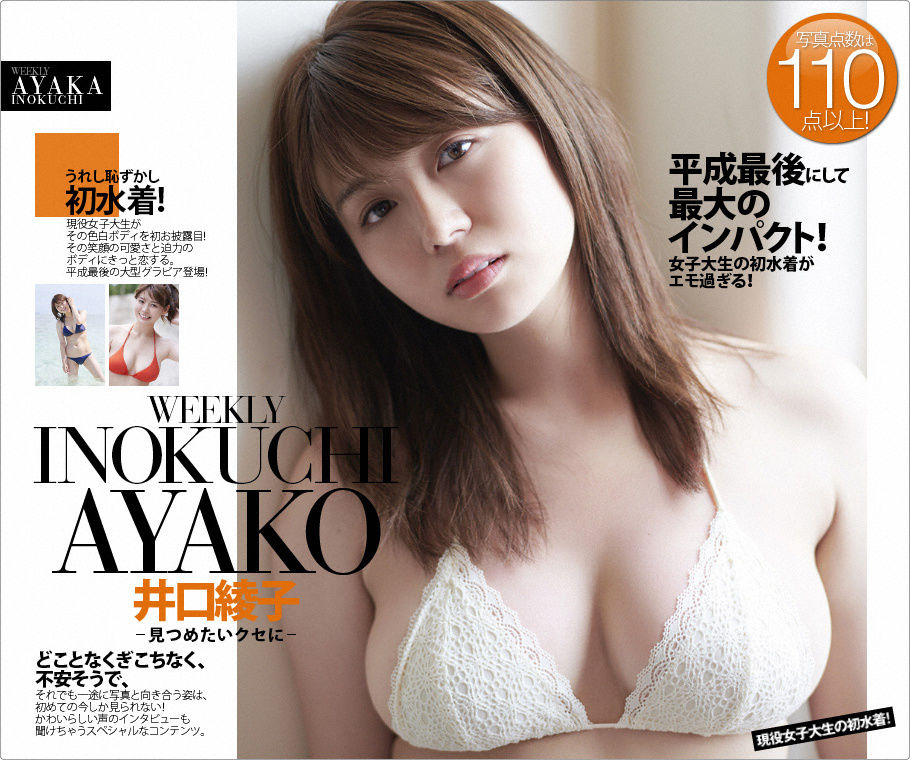 WEEKLY
AYAKA
INOKUCHI
写真点数は
110
点以上!
うれし恥ずかし
初水着!
現役女子大生が
その色白ボディを初お披露目!
その笑顔の可愛さと迫力の
ボディにきっと恋する。
平成最後の大型グラビア登場!
平成最後にして
最大の
インパクト!
女子大生の初水着が
エモ過ぎる!
WEEKLY
INOKUCHI
AYAKO
井口綾子
−見つめたいクセに−
どことなくぎこちなく、
不安そうで、
それでも一途に写真と向き合う姿は、
初めての今しか見られない!
かわいらしい声のインタビューも
聞けちゃうスペシャルなコンテンツ。
現役女子大生の初水着!